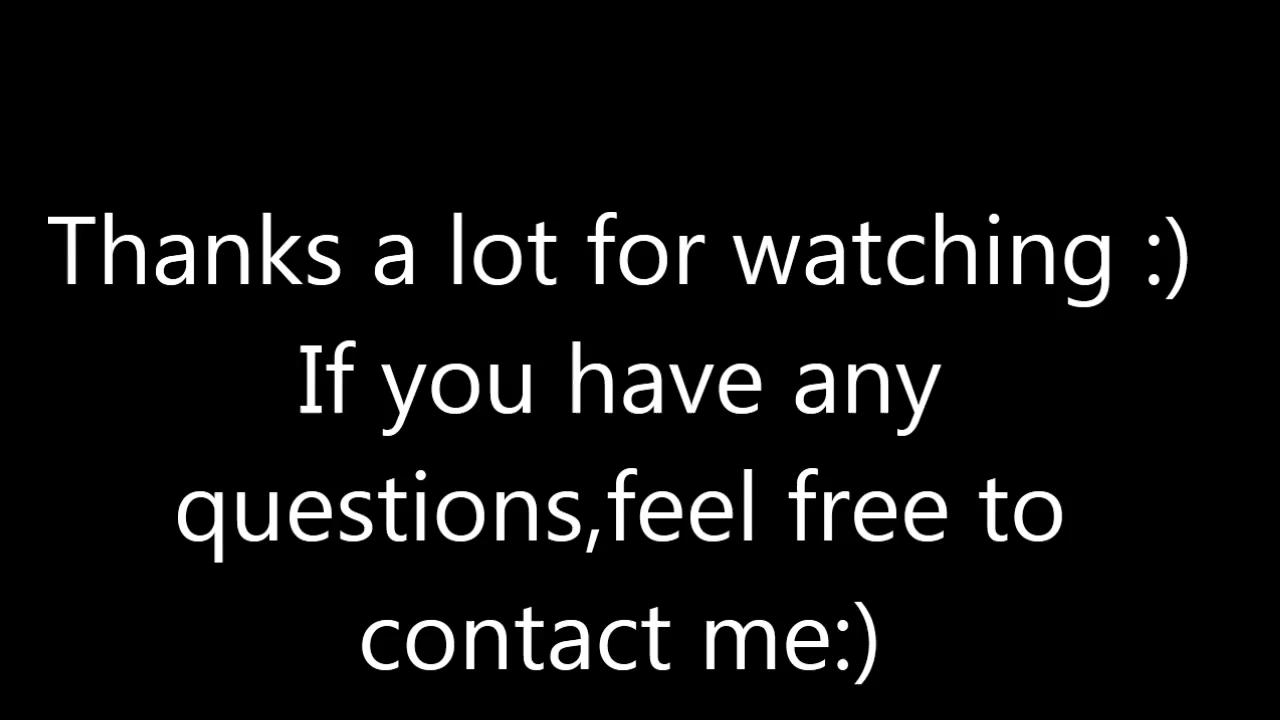 Thanks a lot for watching :)
If you have any
questions,feel free to
contact me:)